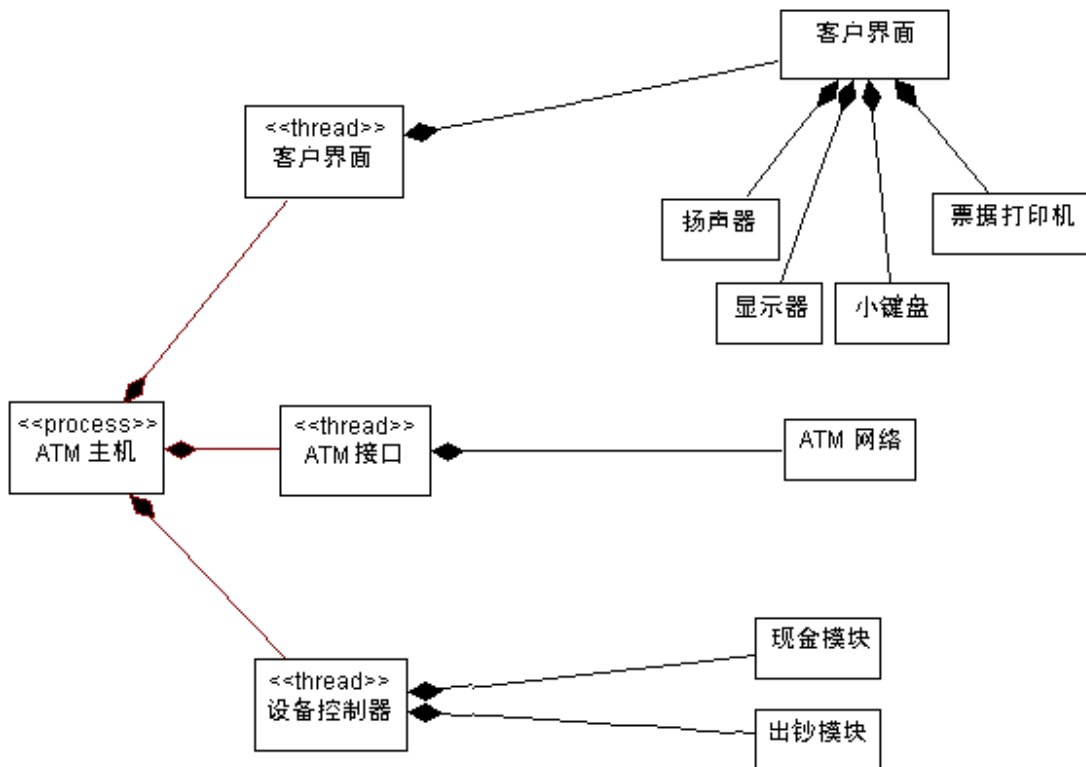 客户界面
<<thread>>
客户界面
扬声器
票据打印机
显示器
小键盘
<<process>>
ATM 主机
<<thread>>
ATM 接口
ATM 网络
现金模块
<<thread>>
设备控制器
出钞模块